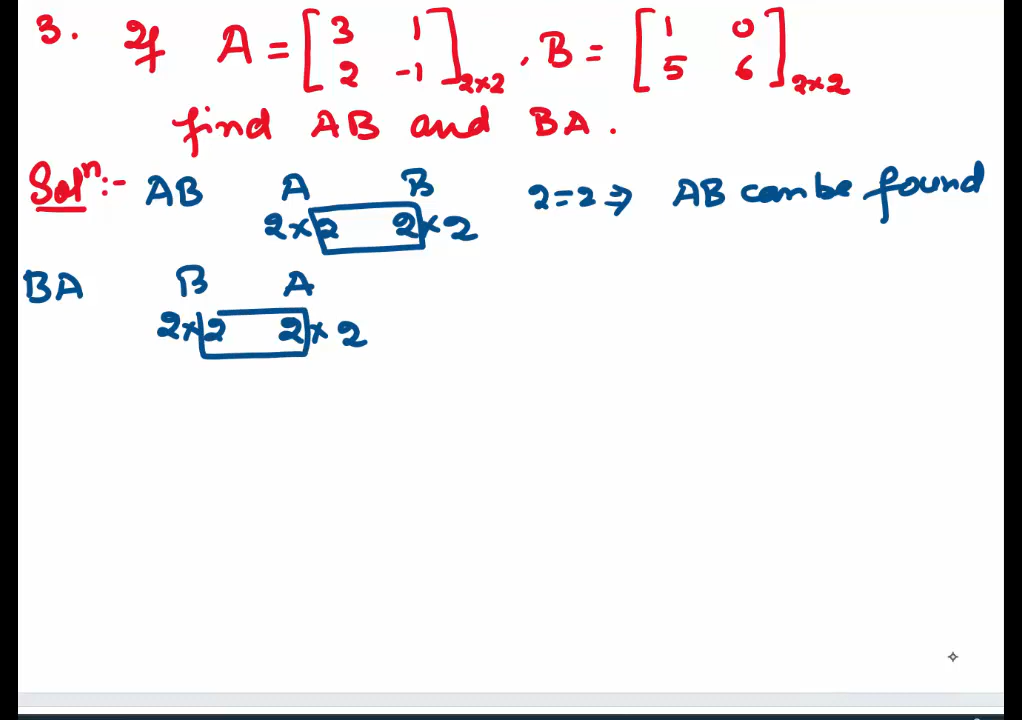 3. If A = [ 3 1 ]2×2 , B = [ 1 0 ]2×2
2 -1 5 6
find AB and BA.
Solⁿ:- AB A B 2=2 ⇒ AB can be found
2×2 2×2
BA B A
2×2 2×2